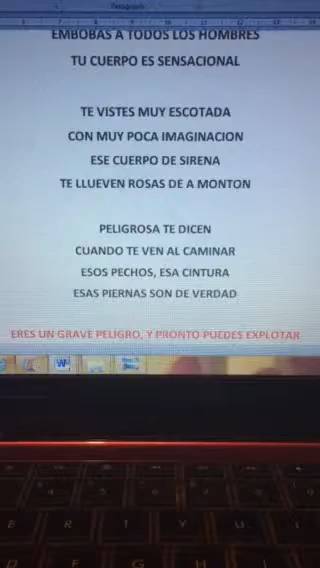 Paragraph
EMBOBAS A TODOS LOS HOMBRES
TU CUERPO ES SENSACIONAL
TE VISTES MUY ESCOTADA
CON MUY POCA IMAGINACION
ESE CUERPO DE SIRENA
TE LLUEVEN ROSAS DE A MONTON
PELIGROSA TE DICEN
CUANDO TE VEN AL CAMINAR
ESOS PECHOS, ESA CINTURA
ESAS PIERNAS SON DE VERDAD
ERES UN GRAVE PELIGRO, Y PRONTO PUEDES EXPLOTAR
W
E R T Y U I